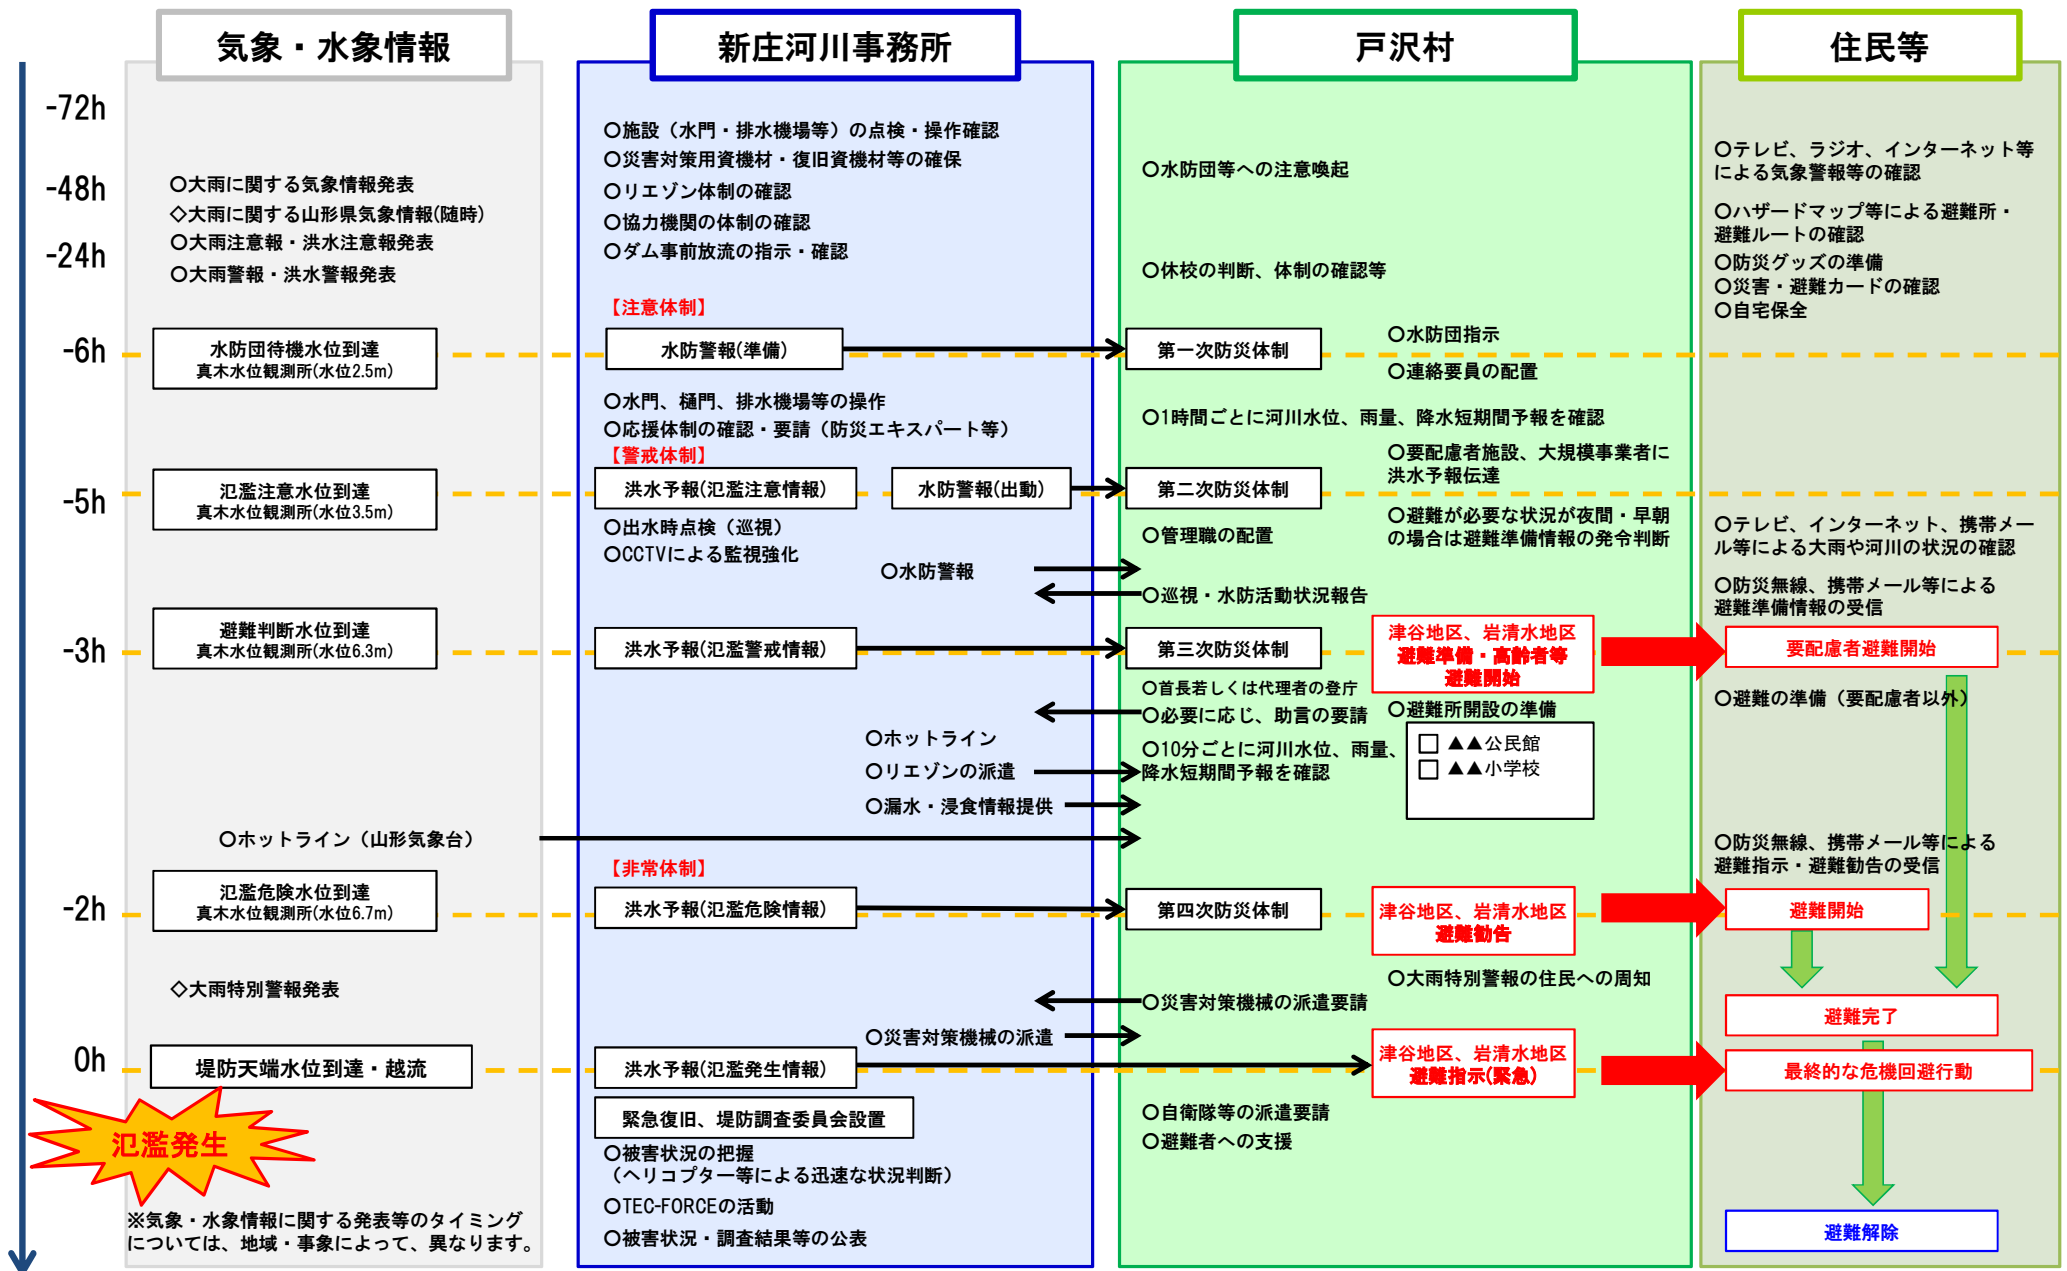 気象・水象情報
新庄河川事務所
戸沢村
住民等
-72h
-48h
-24h
-6h
-5h
-3h
-2h
0h
○大雨に関する気象情報発表
◇大雨に関する山形県気象情報(随時)
○大雨注意報・洪水注意報発表
○大雨警報・洪水警報発表
水防団待機水位到達
真木水位観測所(水位2.5m)
氾濫注意水位到達
真木水位観測所(水位3.5m)
避難判断水位到達
真木水位観測所(水位6.3m)
○ホットライン（山形気象台）
氾濫危険水位到達
真木水位観測所(水位6.7m)
◇大雨特別警報発表
堤防天端水位到達・越流
氾濫発生
※気象・水象情報に関する発表等のタイミング
については、地域・事象によって、異なります。
○施設（水門・排水機場等）の点検・操作確認
○災害対策用資機材・復旧資機材等の確保
○リエゾン体制の確認
○協力機関の体制の確認
○ダム事前放流の指示・確認
【注意体制】
水防警報(準備)
○水門、樋門、排水機場等の操作
○応援体制の確認・要請（防災エキスパート等）
【警戒体制】
洪水予報(氾濫注意情報)
水防警報(出動)
○出水時点検（巡視）
○CCTVによる監視強化
○水防警報
洪水予報(氾濫警戒情報)
○ホットライン
○リエゾンの派遣
○漏水・浸食情報提供
【非常体制】
洪水予報(氾濫危険情報)
○災害対策機械の派遣
洪水予報(氾濫発生情報)
緊急復旧、堤防調査委員会設置
○被害状況の把握
（ヘリコプター等による迅速な状況判断）
○TEC-FORCEの活動
○被害状況・調査結果等の公表
○水防団等への注意喚起
○休校の判断、体制の確認等
第一次防災体制
○水防団指示
○連絡要員の配置
○1時間ごとに河川水位、雨量、降水短期間予報を確認
第二次防災体制
○要配慮者施設、大規模事業者に
洪水予報伝達
○管理職の配置
○避難が必要な状況が夜間・早朝
の場合は避難準備情報の発令判断
○巡視・水防活動状況報告
第三次防災体制
津谷地区、岩清水地区
避難準備・高齢者等
避難開始
○首長若しくは代理者の登庁
○必要に応じ、助言の要請
○避難所開設の準備
○10分ごとに河川水位、雨量、
降水短期間予報を確認
□ ▲▲公民館
□ ▲▲小学校
第四次防災体制
津谷地区、岩清水地区
避難勧告
○大雨特別警報の住民への周知
○災害対策機械の派遣要請
津谷地区、岩清水地区
避難指示(緊急)
○自衛隊等の派遣要請
○避難者への支援
○テレビ、ラジオ、インターネット等
による気象警報等の確認
○ハザードマップ等による避難所・
避難ルートの確認
○防災グッズの準備
○災害・避難カードの確認
○自宅保全
○テレビ、インターネット、携帯メー
ル等による大雨や河川の状況の確認
○防災無線、携帯メール等による
避難準備情報の受信
要配慮者避難開始
○避難の準備（要配慮者以外）
○防災無線、携帯メール等による
避難指示・避難勧告の受信
避難開始
避難完了
最終的な危機回避行動
避難解除